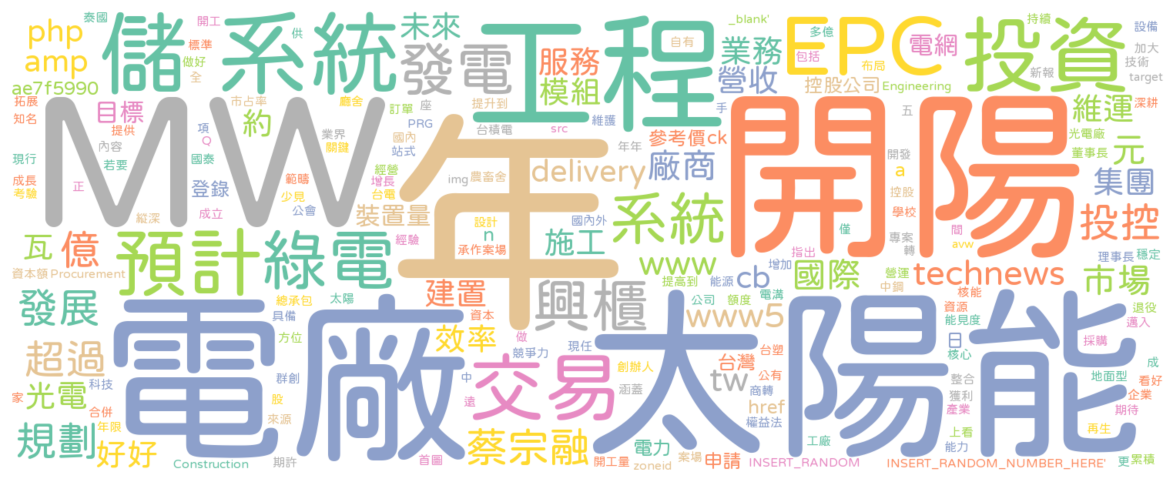 泰國 開工 供 _blank' 持續 設備
php 儲系統 工程 未來 標準 做好 全 發電 服務 業務 自有 多億 包括 EPC 布局 電網 投資 加大 技術
amp 模組 營收 控股公司 Engineering 新報 target
ae7f5990
拓展 知名 目標 MW 市占率 廠舍 提供 約 訂單 座 提升到 維護 手 五 維運 深耕
內容 業界 PRG 台積電 src 年年 參考價 ck 開陽 光電廠
現行 若要 項 Q 國泰 關鍵 國內 站式 年 廠商 開發 董事長 元
成長 考驗 正 登錄 範疇 少見 經營 增長 台電 img 農畜舍 delivery a 控股 集團
縱深 成立 公會 裝置量 設計 n 國內外 系統 學校 投控
瓦 億 預計 綠電 經驗 承作案場 施工 僅 間 專案 轉 avw 理事長 穩定
資本額 Procurement www 指出 增加 營運 中鋼 technews 市場
發展 總承包 太陽 建置 興櫃 提高到 能源 cb 國際 核能 資源 退役
具備 資本 公司 額度 電溝 www5 能見度 日 邁入
超過 電廠 方位 效率 做 競爭力 現任 權益法 太陽能 核心 採購
科技 群創 交易 創辦人 台灣 台塑 整合 地面型 成
光電 家 股 中 遠 涵蓋 tw 公有 商轉 獲利 看好 企業
合併 年限 來源 href 產業 期待
規劃 好好 蔡宗融 電力 工廠 上看 再生
Construction 期許 首圖 開工量 zoneid 案場 申請 INSERT_RANDOM 能力 INSERT_RANDOM_NUMBER_HERE' 更 累積